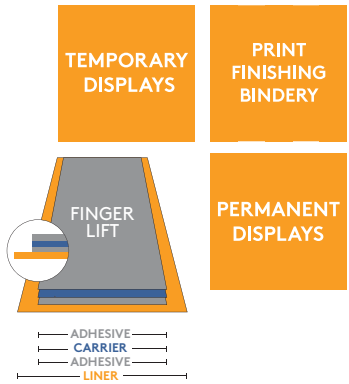 TEMPORARY
DISPLAYS
PRINT
FINISHING
BINDERY
FINGER
LIFT
PERMANENT
DISPLAYS
ADHESIVE
CARRIER
ADHESIVE
LINER